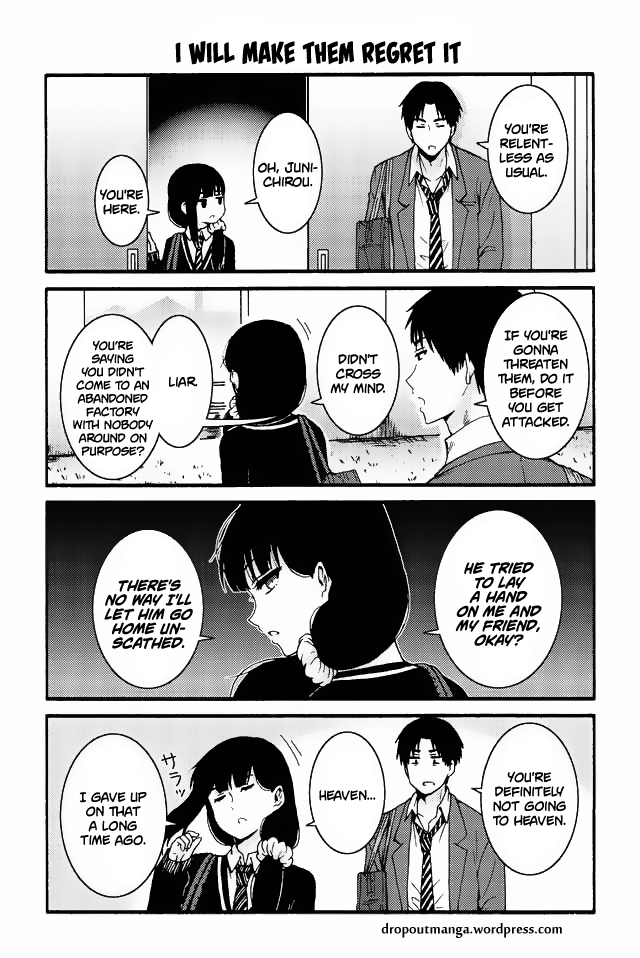 I WILL MAKE THEM REGRET IT
YOU'RE
RELENT-
LESS AS
USUAL.
OH, JUNI-
CHIROU.
YOU'RE
HERE.
IF YOU'RE
GONNA
THREATEN
THEM, DO IT
BEFORE
YOU GET
ATTACKED.
DIDN'T
CROSS
MY MIND.
LIAR.
YOU'RE
SAYING
YOU DIDN'T
COME TO AN
ABANDONED
FACTORY
WITH NOBODY
AROUND ON
PURPOSE?
HE TRIED
TO LAY
A HAND
ON ME AND
MY FRIEND,
OKAY?
THERE'S
NO WAY I'LL
LET HIM GO
HOME UN-
SCATHED.
YOU'RE
DEFINITELY
NOT GOING
TO HEAVEN.
HEAVEN...
サラッ
I GAVE UP
ON THAT
A LONG
TIME AGO.
dropoutmanga.wordpress.com